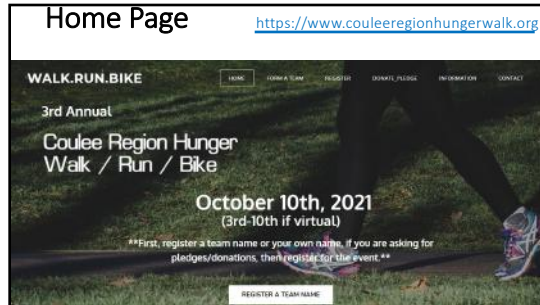 Home Page
https://www.couleeregionhungerwalk.org
WALK.RUN.BIKE
HOME FORM A TEAM REGISTER DONATE_PLEDGE INFORMATION CONTACT
3rd Annual
Coulee Region Hunger
Walk / Run / Bike
October 10th, 2021
(3rd-10th if virtual)
**First, register a team name or your own name, if you are asking for
pledges/donations, then register for the event.**
REGISTER A TEAM NAME